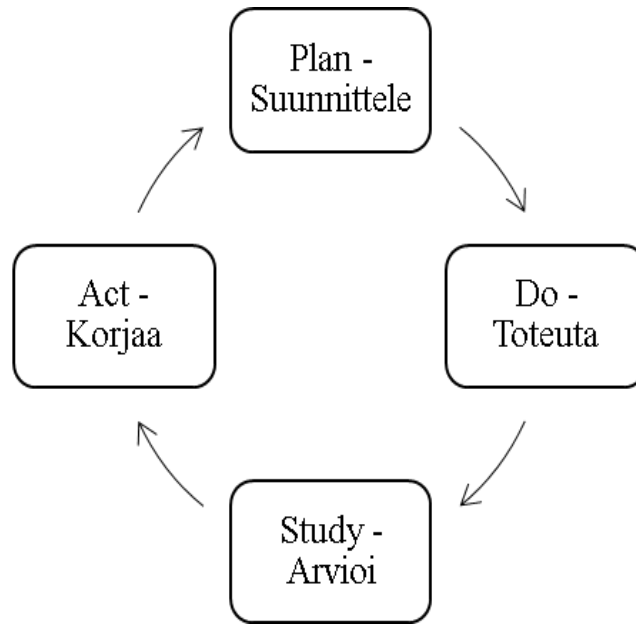 Plan -
Suunnittele
Do -
Toteuta
Study -
Arvioi
Act -
Korjaa